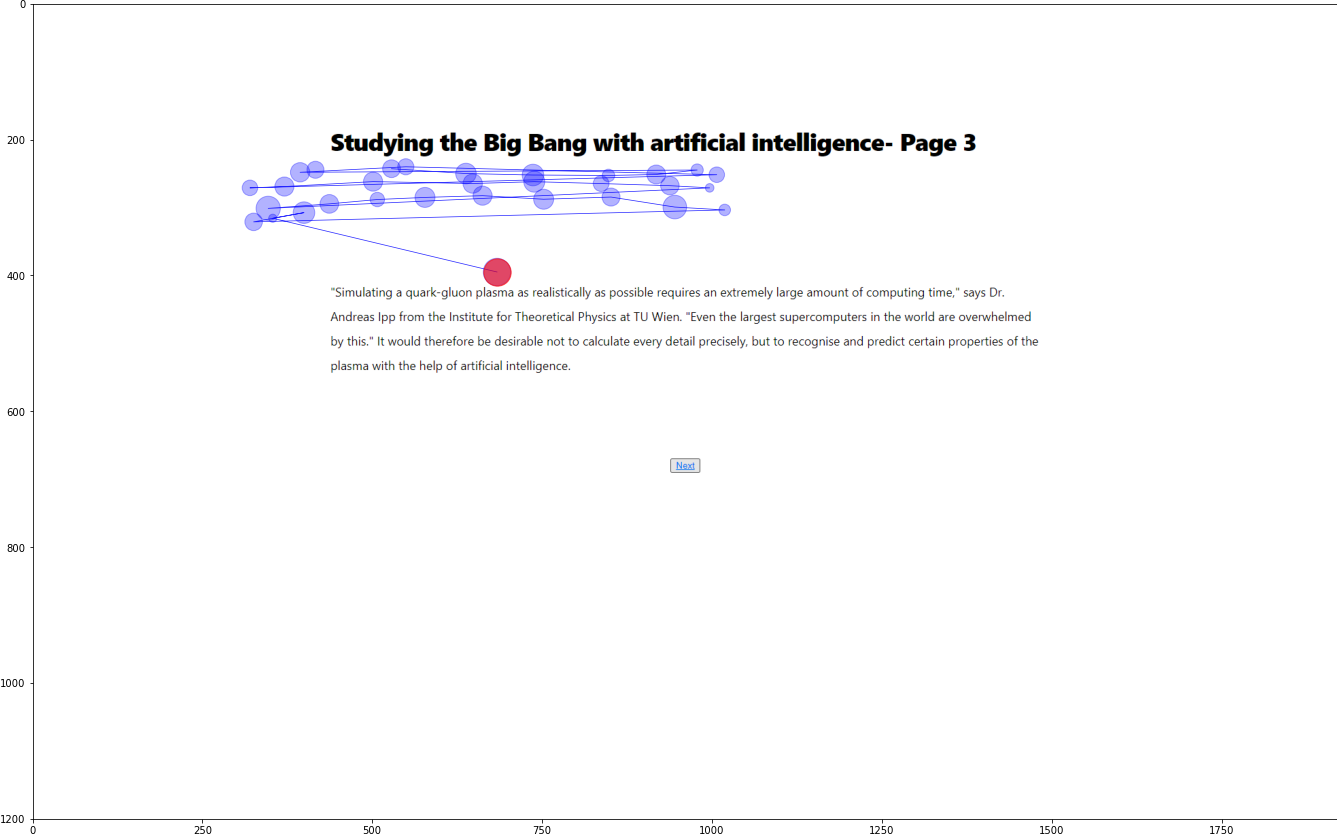 0
200
Studying the Big Bang with artificial intelligence- Page 3
400
"Simulating a quark-gluon plasma as realistically as possible requires an extremely large amount of computing time," says Dr.
Andreas Ipp from the Institute for Theoretical Physics at TU Wien. "Even the largest supercomputers in the world are overwhelmed
by this." It would therefore be desirable not to calculate every detail precisely, but to recognise and predict certain properties of the
plasma with the help of artificial intelligence.
600
Next
800
1000
1200
0 250 500 750 1000 1250 1500 1750